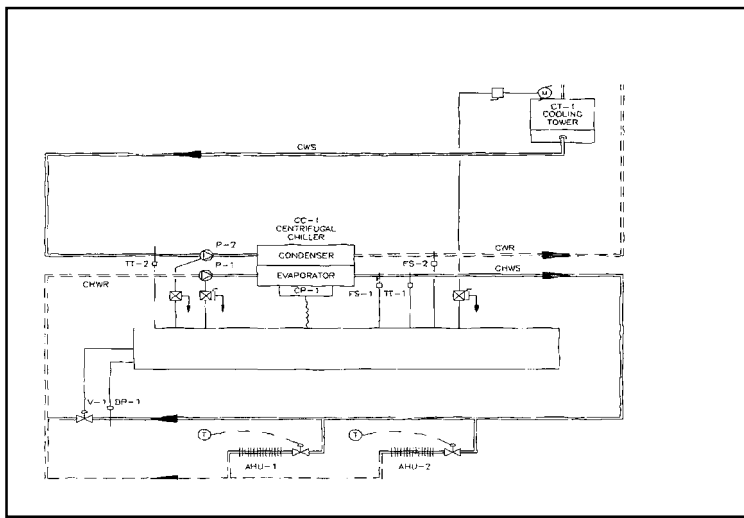 M
CT-1
COOLING
TOWER
CWS
CC-1
CENTRIFUGAL
CHILLER
P-2
CONDENSER
CWR
TT-2
P-1
FS-2
EVAPORATOR
CHWS
CHWR
CP-1
FS-1
TT-1
V-1
DP-1
T
T
AHU-1
AHU-2